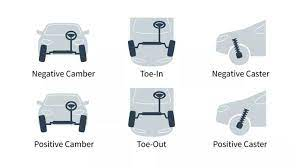 Negative Camber
Toe-In
Negative Caster
Positive Camber
Toe-Out
Positive Caster